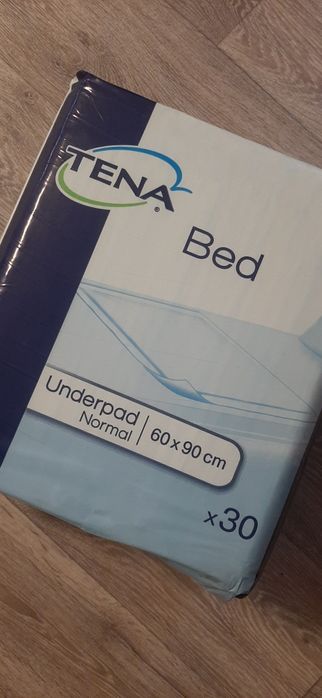 TENA®
Bed
Underpad
Normal
60 x 90 cm
x30